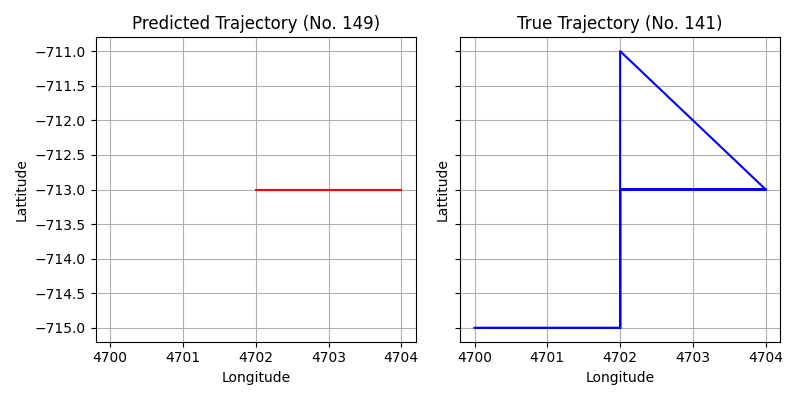 Predicted Trajectory (No. 149)
−711.0
−711.5
−712.0
−712.5
−713.0
−713.5
−714.0
−714.5
−715.0
Lattitude
4700 4701 4702 4703 4704
Longitude
True Trajectory (No. 141)
Lattitude
4700 4701 4702 4703 4704
Longitude